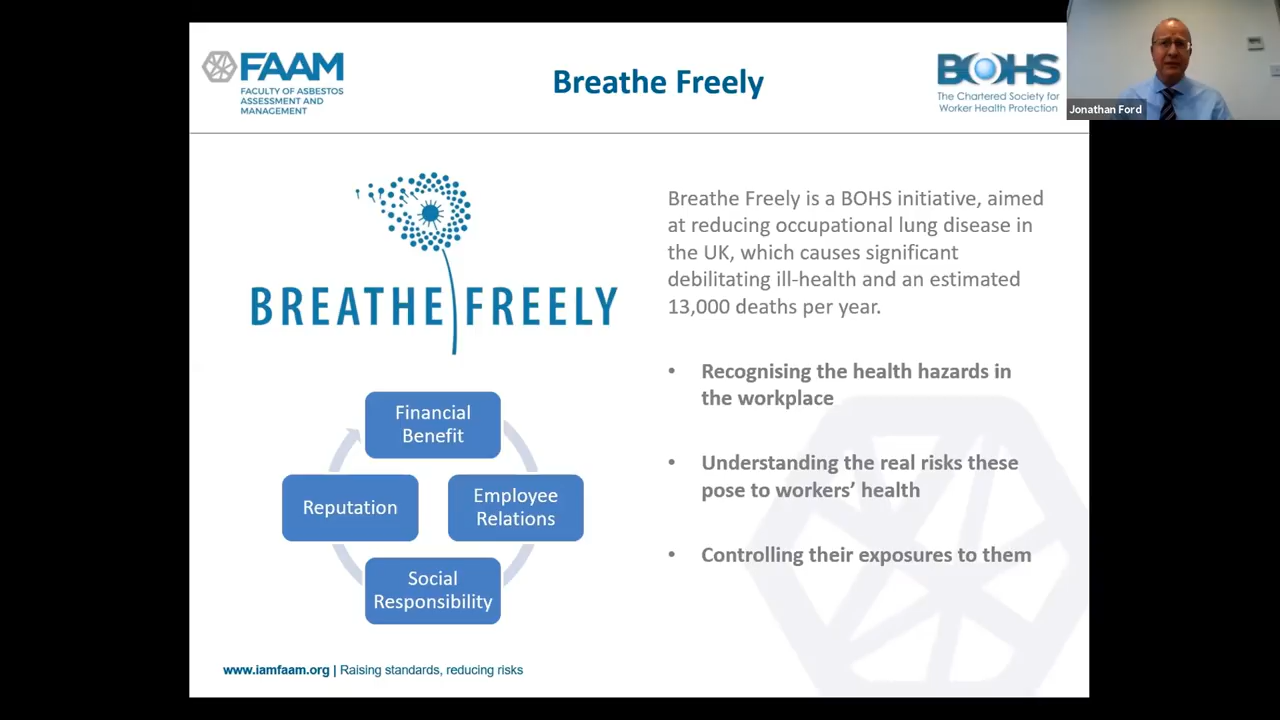 FAAM
FACULTY OF ASBESTOS
ASSESSMENT AND
MANAGEMENT
Breathe Freely
BOHS
The Chartered Society for
Worker Health Protection
Jonathan Ford
BREATHE FREELY
Financial
Benefit
Reputation
Employee
Relations
Social
Responsibility
Breathe Freely is a BOHS initiative, aimed
at reducing occupational lung disease in
the UK, which causes significant
debilitating ill-health and an estimated
13,000 deaths per year.
• Recognising the health hazards in
the workplace
• Understanding the real risks these
pose to workers’ health
• Controlling their exposures to them
www.iamfaam.org | Raising standards, reducing risks